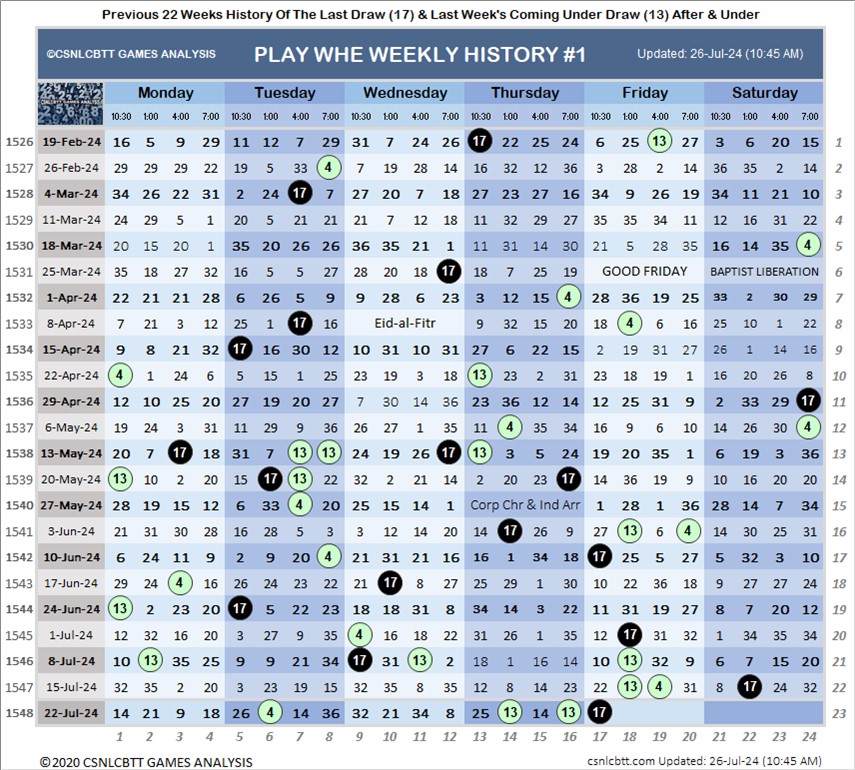 Previous 22 Weeks History Of The Last Draw (17) & Last Week's Coming Under Draw (13) After & Under
©CSNLCBTT GAMES ANALYSIS PLAY WHE WEEKLY HISTORY #1 Updated: 26-Jul-24 (10:45 AM)
Monday Tuesday Wednesday Thursday Friday Saturday
10:30 1:00 4:00 7:00 10:30 1:00 4:00 7:00 10:30 1:00 4:00 7:00 10:30 1:00 4:00 7:00 10:30 1:00 4:00 7:00 10:30 1:00 4:00 7:00
1526 19-Feb-24 16 5 9 29 11 12 7 29 31 7 24 26 17 22 25 24 6 25 13 27 3 6 20 15 1
1527 26-Feb-24 29 29 29 22 19 5 33 4 7 19 28 14 16 32 12 36 3 28 2 14 36 35 2 14 2
1528 4-Mar-24 34 26 22 31 2 24 17 7 27 20 7 18 27 23 27 16 34 9 26 19 34 11 21 10 3
1529 11-Mar-24 24 29 5 1 20 5 21 21 21 7 12 18 11 32 29 27 35 35 34 11 12 16 31 22 4
1530 18-Mar-24 20 15 20 1 35 20 26 26 36 35 21 1 11 31 14 30 21 5 28 35 16 14 35 4 5
1531 25-Mar-24 35 18 27 32 16 5 5 27 28 20 18 17 18 7 25 19 GOOD FRIDAY BAPTIST LIBERATION 6
1532 1-Apr-24 22 21 21 28 6 26 5 9 9 28 6 23 3 12 15 4 28 36 19 25 33 2 30 29 7
1533 8-Apr-24 7 21 3 12 25 1 17 16 Eid-al-Fitr 9 32 15 20 18 4 6 16 25 10 1 22 8
1534 15-Apr-24 9 8 21 32 17 16 30 12 10 31 10 31 27 6 22 15 2 19 31 27 26 1 14 16 9
1535 22-Apr-24 4 1 24 6 5 15 1 25 23 19 3 18 13 23 2 31 23 18 19 1 16 20 26 8 10
1536 29-Apr-24 12 10 25 20 27 19 20 27 7 30 14 36 23 36 12 14 12 25 31 9 2 33 29 17 11
1537 6-May-24 19 24 3 31 11 29 9 36 26 27 1 35 11 4 35 34 16 9 6 10 14 26 30 4 12
1538 13-May-24 20 7 17 18 31 7 13 13 29 24 19 17 13 3 5 24 9 19 20 35 6 19 3 36 13
1539 20-May-24 13 10 2 20 15 17 13 22 2 31 23 18 2 20 23 17 14 32 36 29 10 16 20 20 14
1540 27-May-24 28 19 15 12 6 33 4 20 25 15 14 1 Corp Chr & Ind Arr 1 28 1 36 28 14 7 34 15
1541 3-Jun-24 21 31 30 28 16 28 5 3 3 12 14 20 14 17 26 9 27 13 6 4 14 30 25 31 16
1542 10-Jun-24 6 24 11 9 2 9 20 4 21 31 21 16 16 1 34 18 17 25 5 27 5 32 3 10 17
1543 17-Jun-24 29 24 4 16 26 24 23 22 21 17 8 27 25 29 1 30 10 22 36 18 9 27 27 24 18
1544 24-Jun-24 13 2 23 20 17 5 22 23 18 18 31 8 34 14 3 22 11 31 19 27 8 7 20 12 19
1545 1-Jul-24 12 32 16 20 3 27 9 35 4 16 18 22 31 26 1 35 12 17 31 32 1 34 35 34 20
1546 8-Jul-24 10 2 35 25 9 9 21 34 17 31 11 2 18 1 16 14 10 13 32 9 6 7 15 20 21
1547 15-Jul-24 32 35 2 20 3 23 19 15 32 35 8 35 12 8 14 23 22 13 4 31 8 17 24 32 22
1548 22-Jul-24 14 21 9 18 26 4 14 36 32 21 34 8 25 13 14 13 17 23
1 2 3 4 5 6 7 8 9 10 11 12 13 14 15 16 17 18 19 20 21 22 23 24
©2020 CSNLCBTT GAMES ANALYSIS csnlcbtt.com Updated: 26-Jul-24 (10:45 AM)